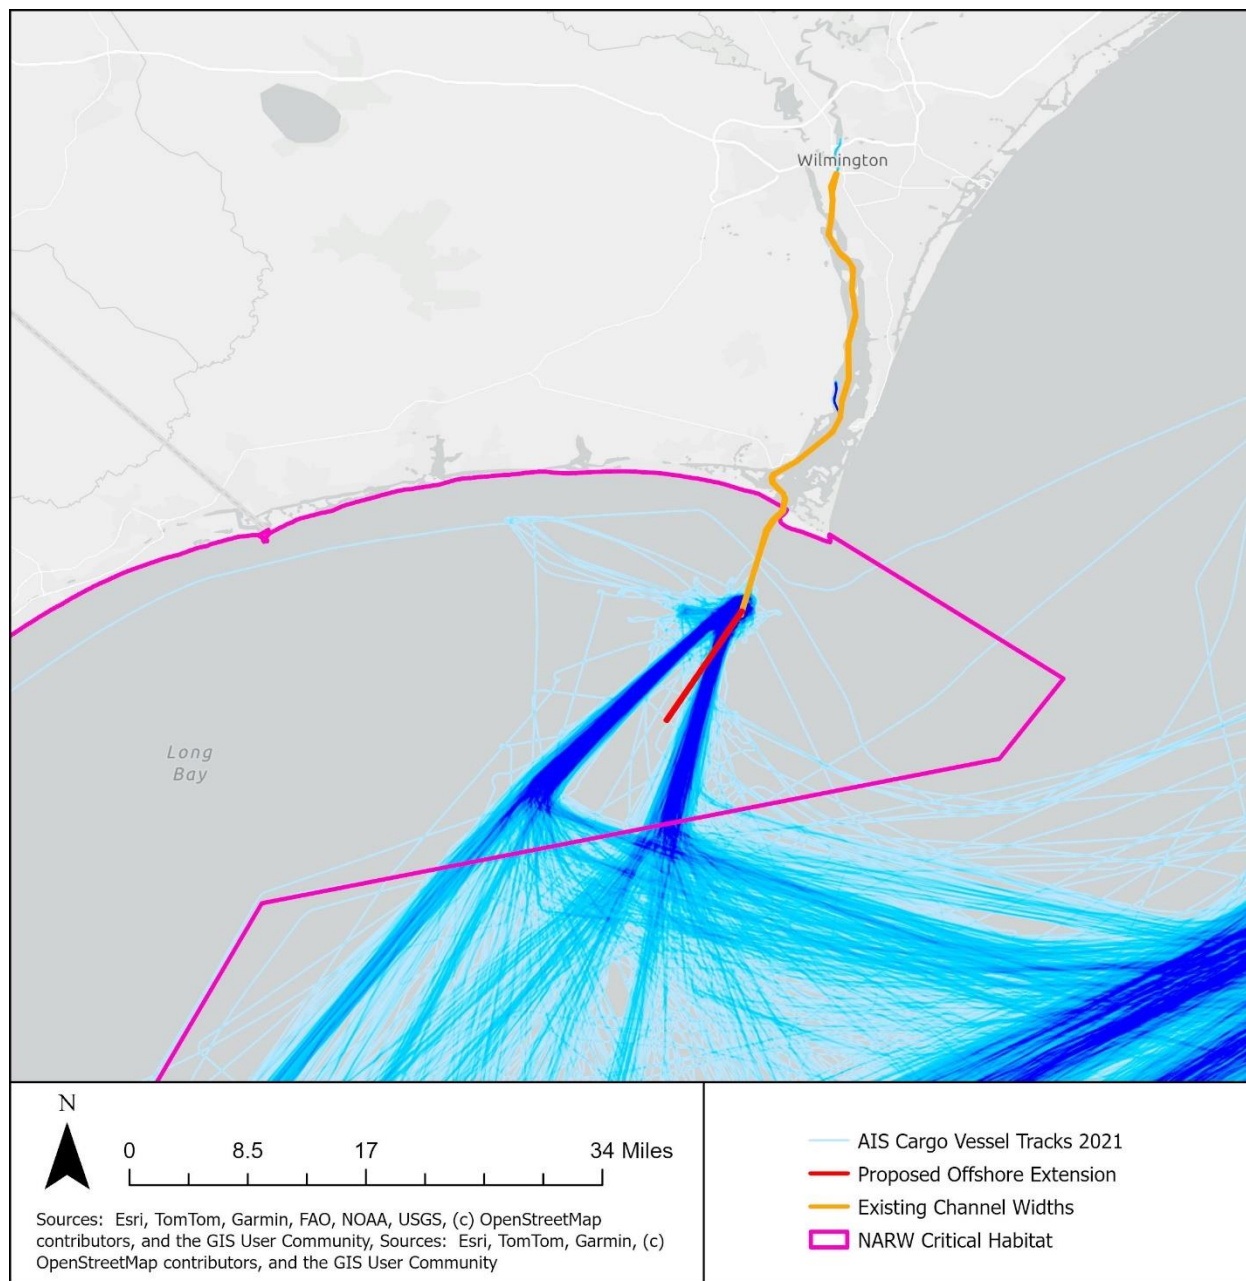 Wilmington
Long
Bay
N
0 8.5 17 34 Miles
Sources: Esri, TomTom, Garmin, FAO, NOAA, USGS, (c) OpenStreetMap
contributors, and the GIS User Community, Sources: Esri, TomTom, Garmin, (c)
OpenStreetMap contributors, and the GIS User Community
AIS Cargo Vessel Tracks 2021
Proposed Offshore Extension
Existing Channel Widths
NARW Critical Habitat